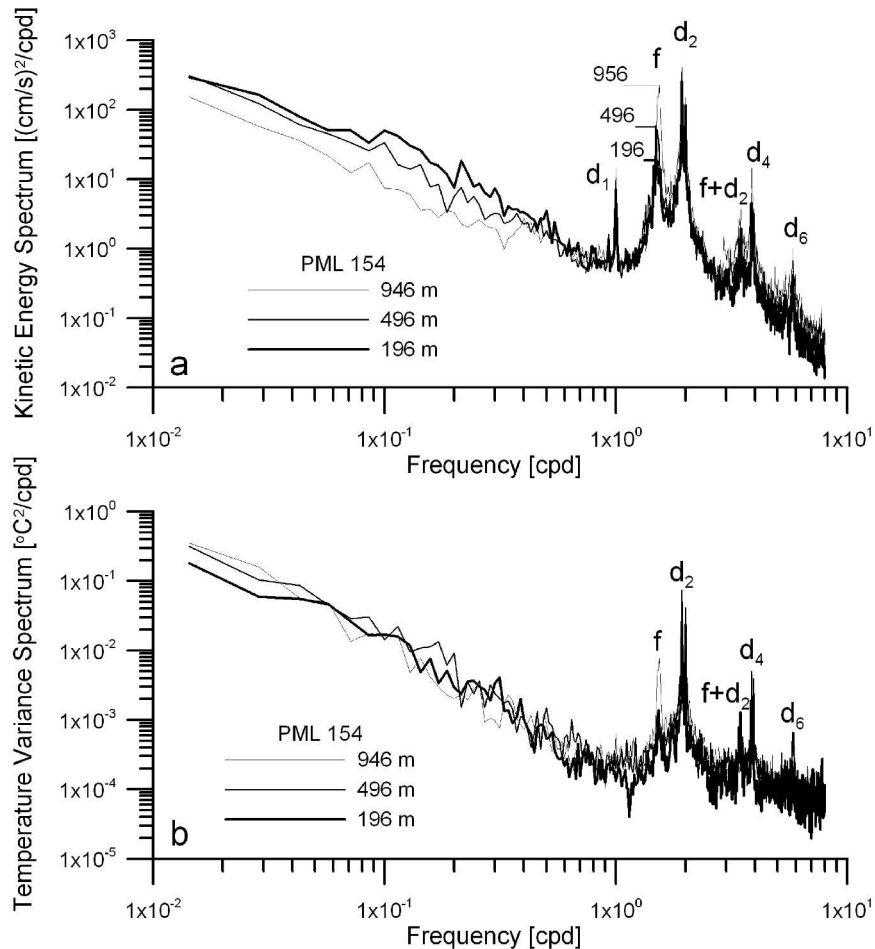 Kinetic Energy Spectrum [(cm/s)²/cpd]
1x10³
1x10²
1x10¹
1x10⁰
1x10⁻¹
1x10⁻²
d₂
f
956
496
196
d₁
f+d₂
d₄
d₆
PML 154
946 m
496 m
196 m
a
1x10⁻² 1x10⁻¹ 1x10⁰ 1x10¹
Frequency [cpd]
Temperature Variance Spectrum [°C²/cpd]
1x10⁰
1x10⁻¹
1x10⁻²
1x10⁻³
1x10⁻⁴
1x10⁻⁵
d₂
f
d₄
f+d₂
d₆
PML 154
946 m
496 m
196 m
b
1x10⁻² 1x10⁻¹ 1x10⁰ 1x10¹
Frequency [cpd]